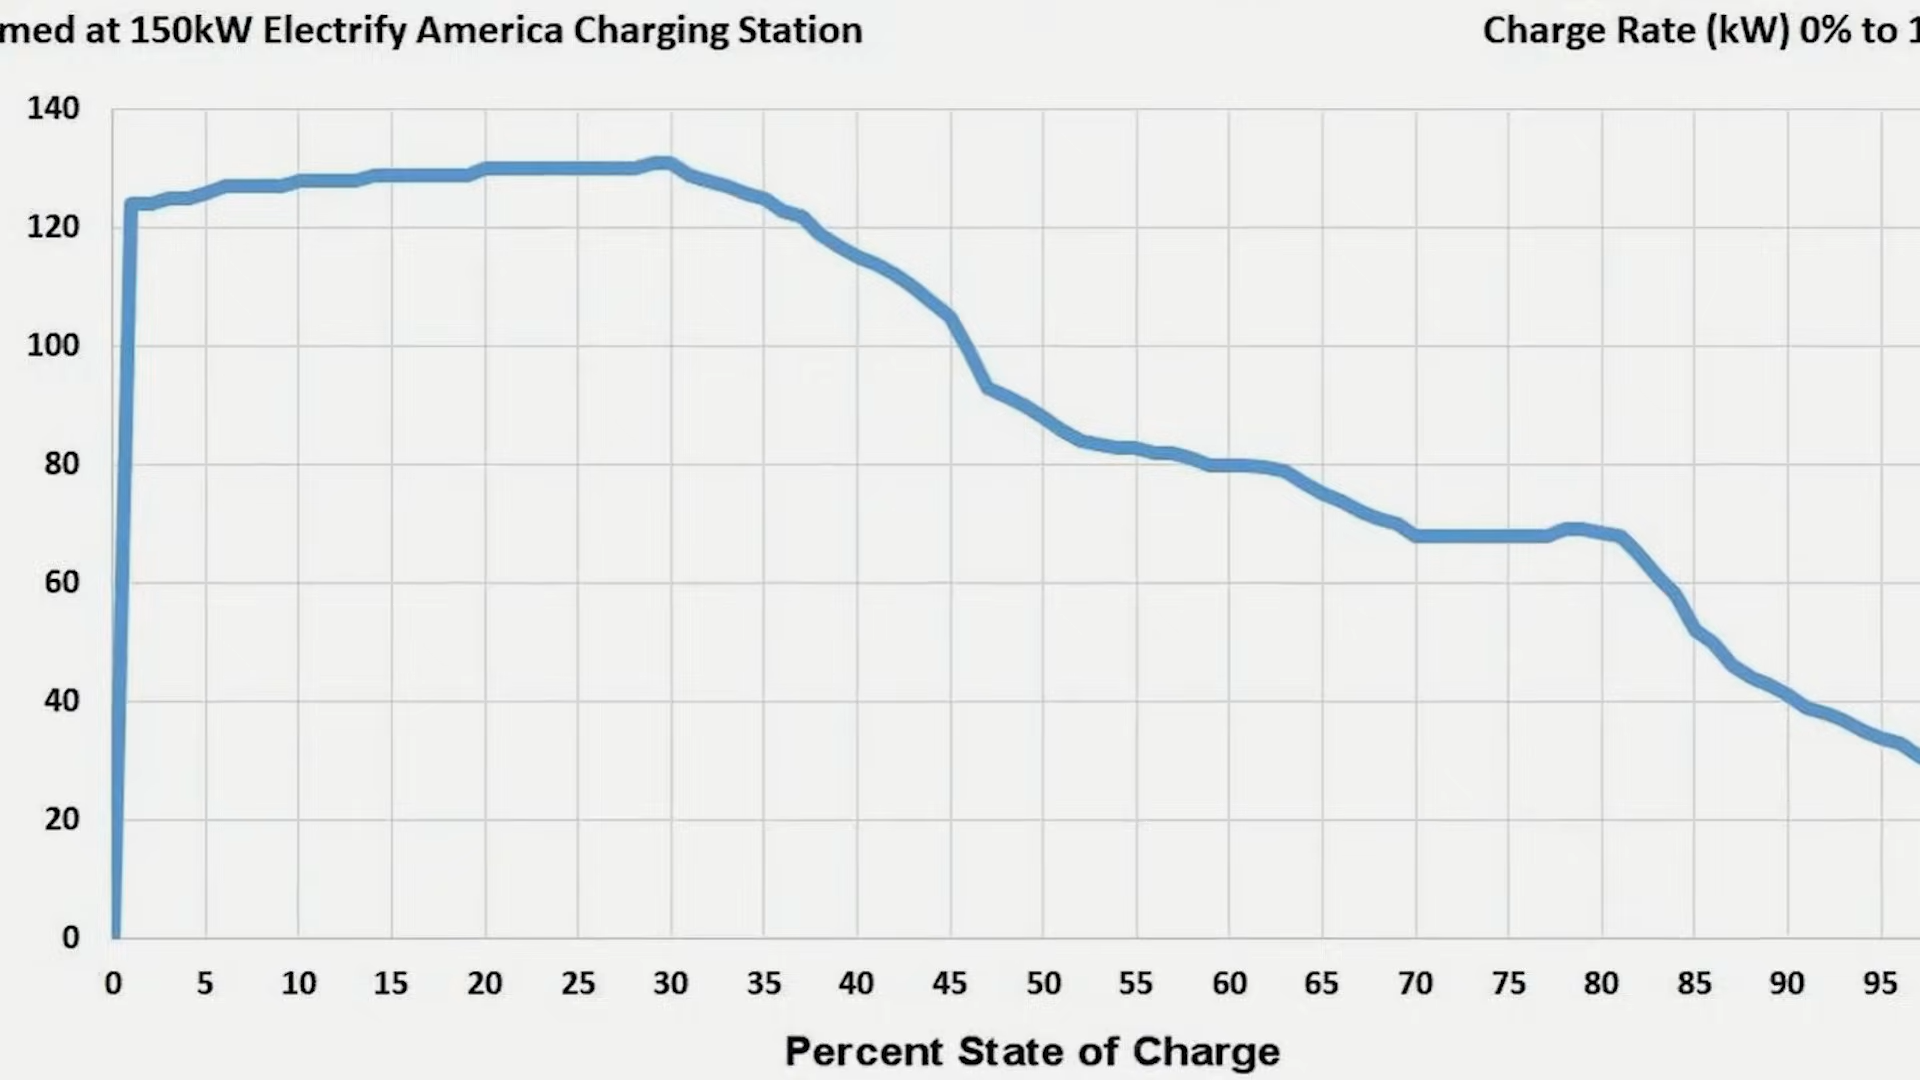 med at 150kW Electrify America Charging Station
Charge Rate (kW) 0% to 1
140
120
100
80
60
40
20
0
0 5 10 15 20 25 30 35 40 45 50 55 60 65 70 75 80 85 90 95
Percent State of Charge